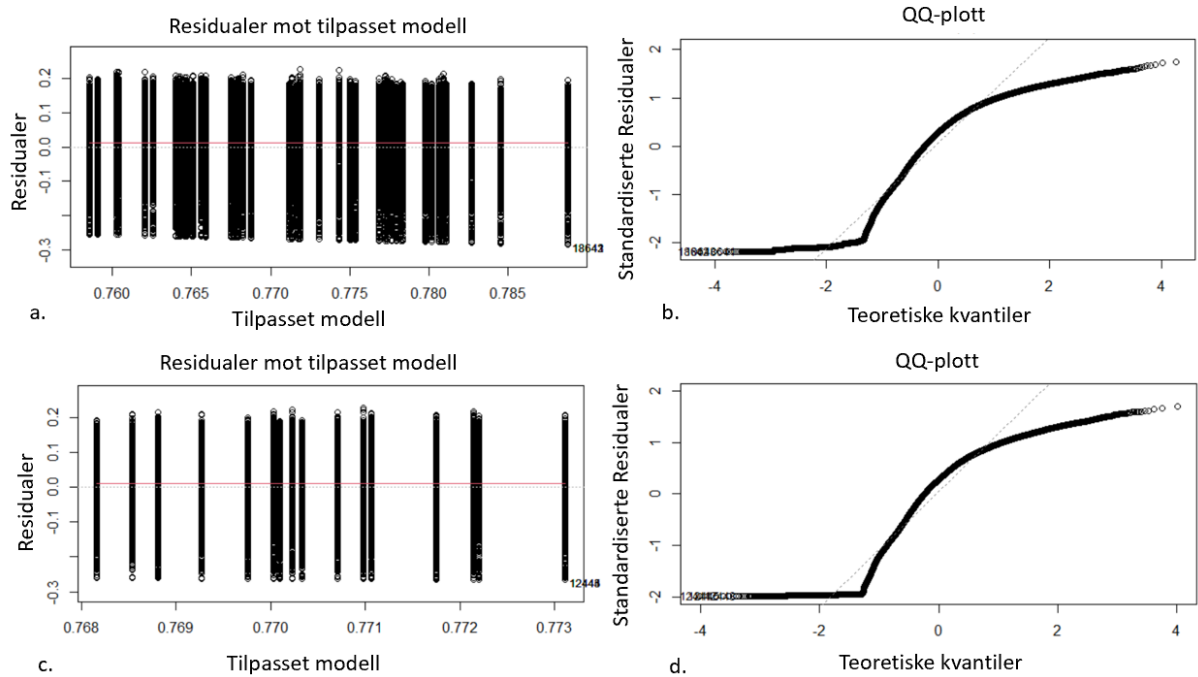 Residualer mot tilpasset modell
Residualer
0.2
0.1
0.0
-0.1
-0.3
18642
0.760 0.765 0.770 0.775 0.780 0.785
a.
Tilpasset modell
QQ-plott
Standardiserte Residualer
2
1
0
-1
-2
-4 -2 0 2 4
b.
Teoretiske kvantiler
Residualer mot tilpasset modell
Residualer
0.2
0.1
0.0
-0.1
-0.3
0.768 0.769 0.770 0.771 0.772 0.773
c.
Tilpasset modell
QQ-plott
Standardiserte Residualer
2
1
0
-1
-2
-4 -2 0 2 4
d.
Teoretiske kvantiler